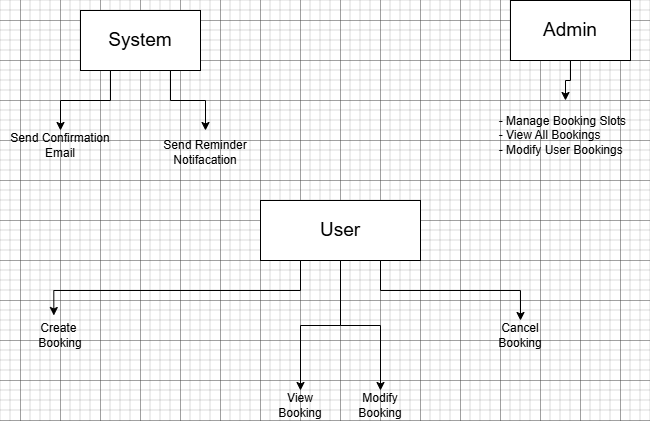 System
Admin
Send Confirmation
Email
Send Reminder
Notifacation
- Manage Booking Slots
- View All Bookings
- Modify User Bookings
User
Create
Booking
Cancel
Booking
View
Booking
Modify
Booking